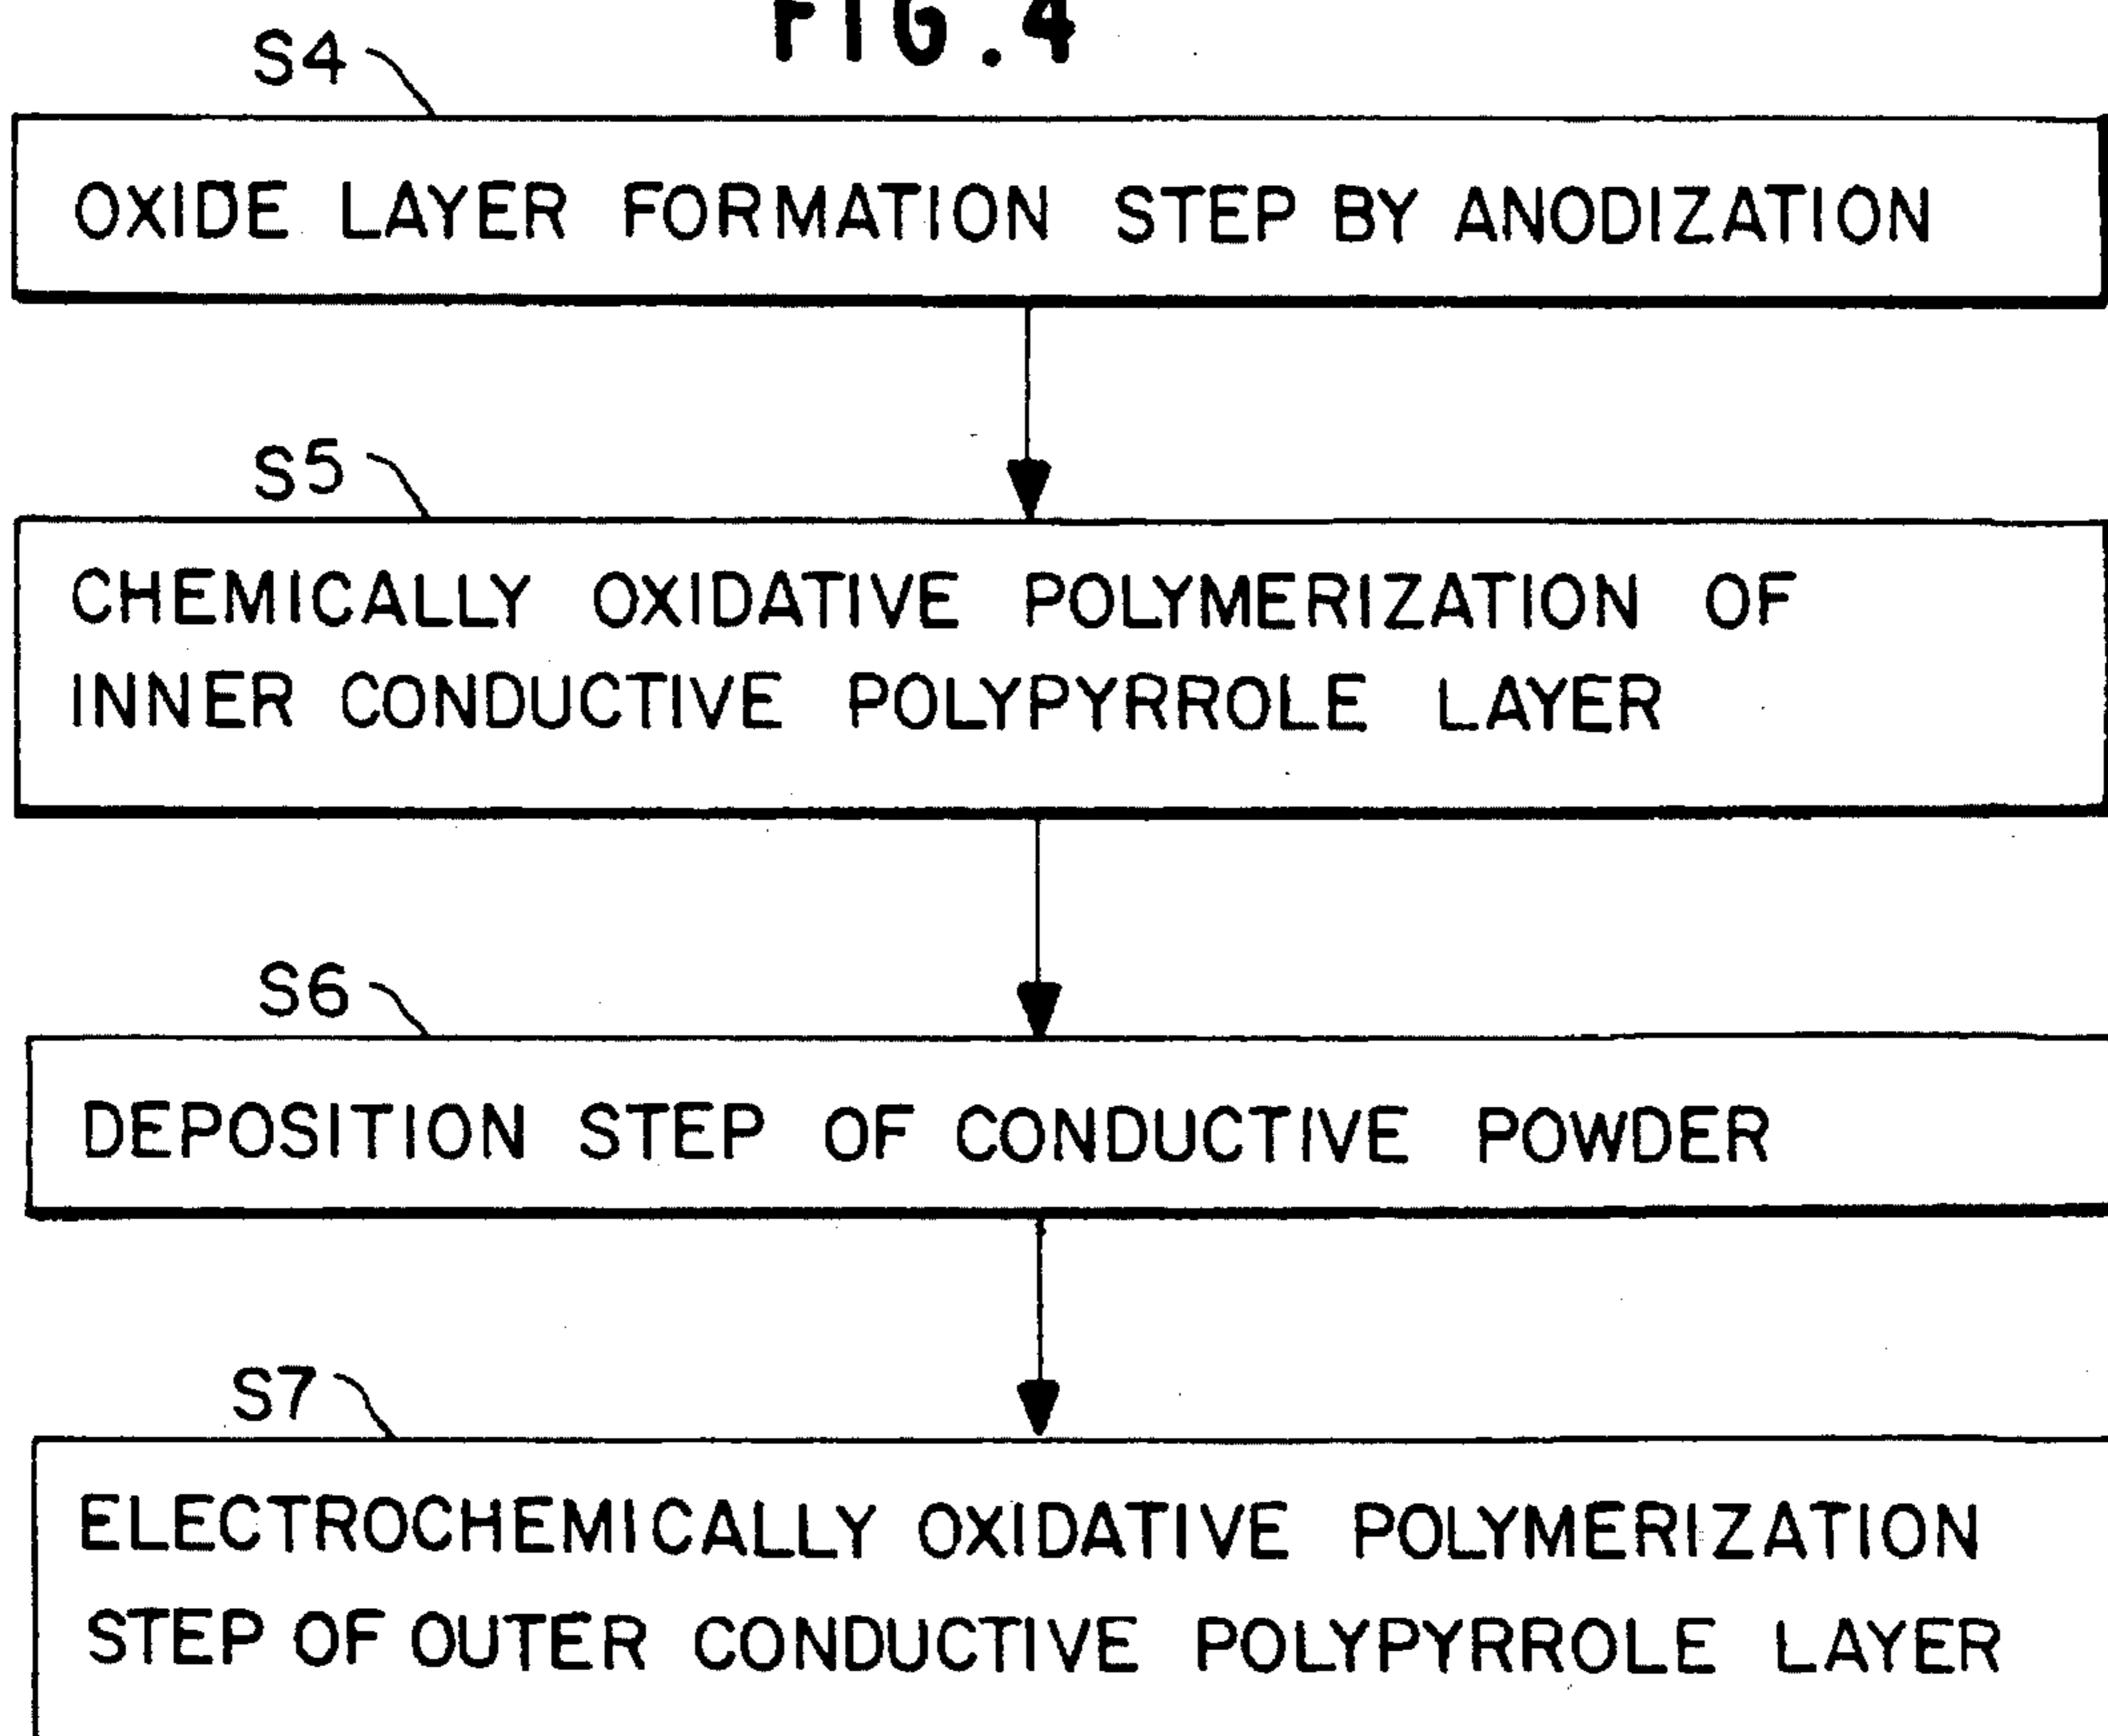 FIG.4
S4
OXIDE LAYER FORMATION STEP BY ANODIZATION
S5
CHEMICALLY OXIDATIVE POLYMERIZATION OF
INNER CONDUCTIVE POLYPYRROLE LAYER
S6
DEPOSITION STEP OF CONDUCTIVE POWDER
S7
ELECTROCHEMICALLY OXIDATIVE POLYMERIZATION
STEP OF OUTER CONDUCTIVE POLYPYRROLE LAYER